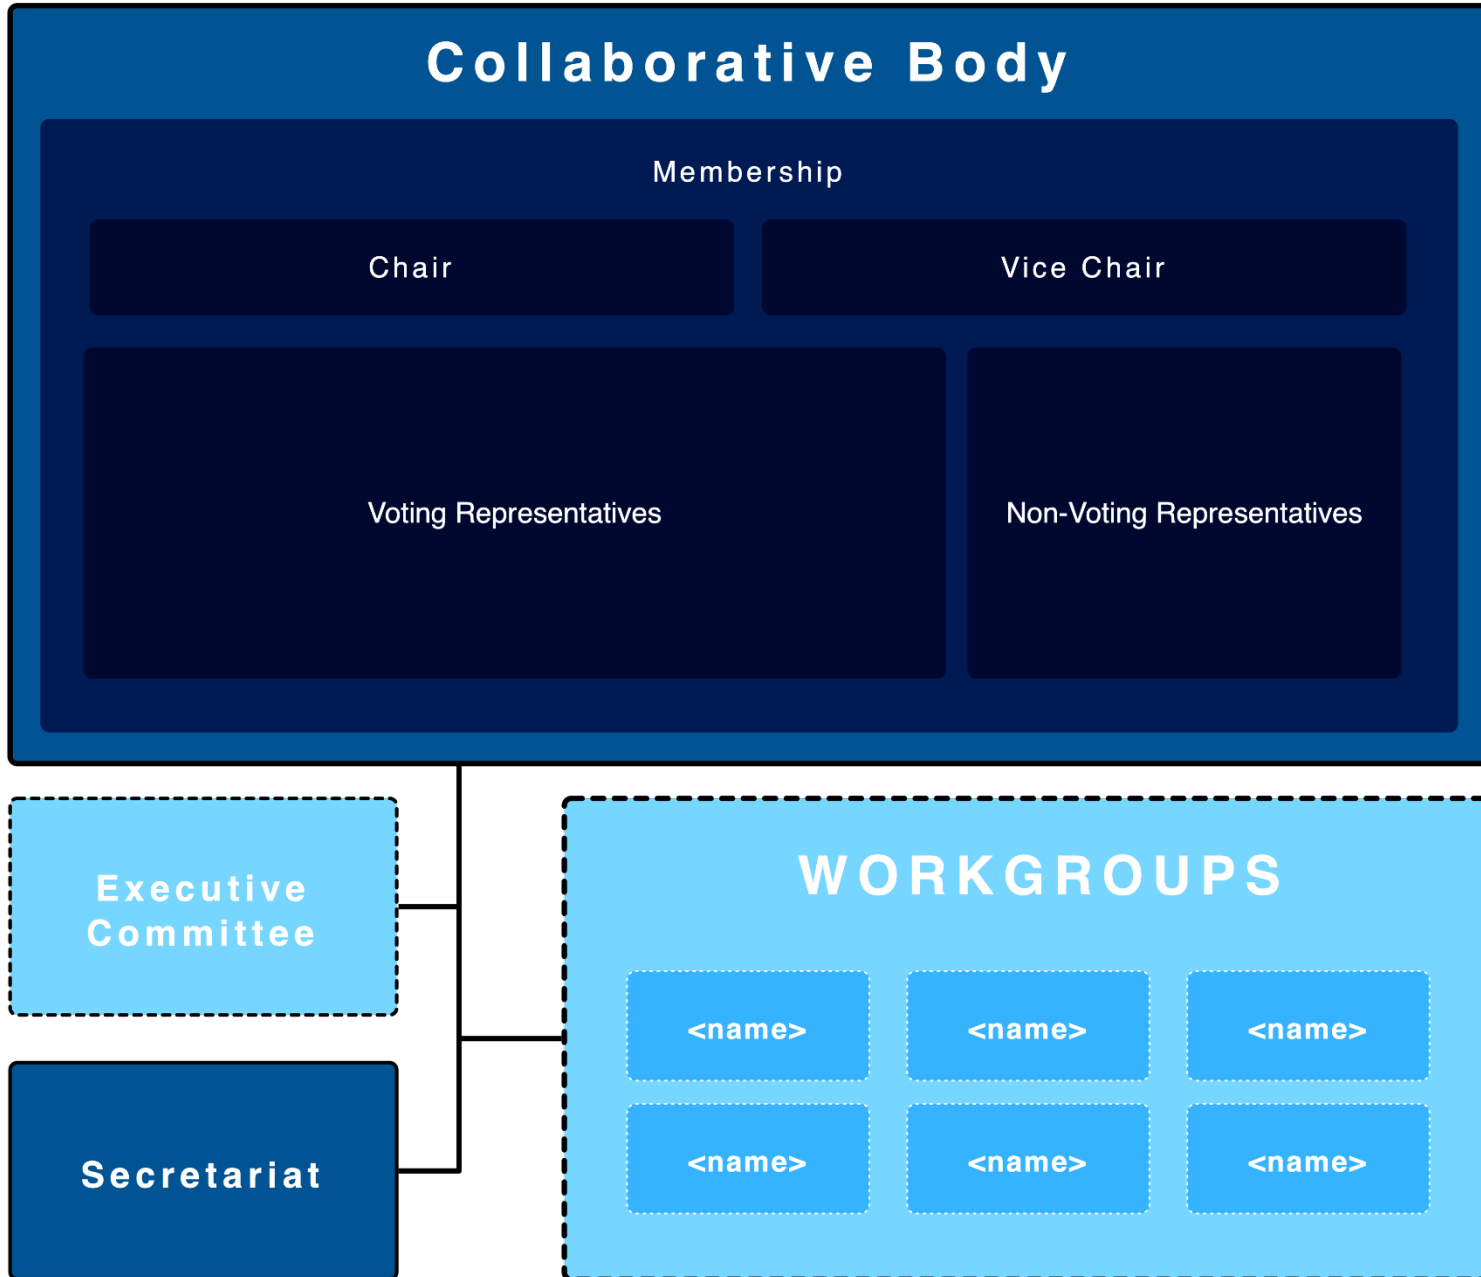 Collaborative Body
Membership
Chair
Vice Chair
Voting Representatives
Non-Voting Representatives
Executive
Committee
WORKGROUPS
<name>
<name>
<name>
<name>
<name>
<name>
Secretariat